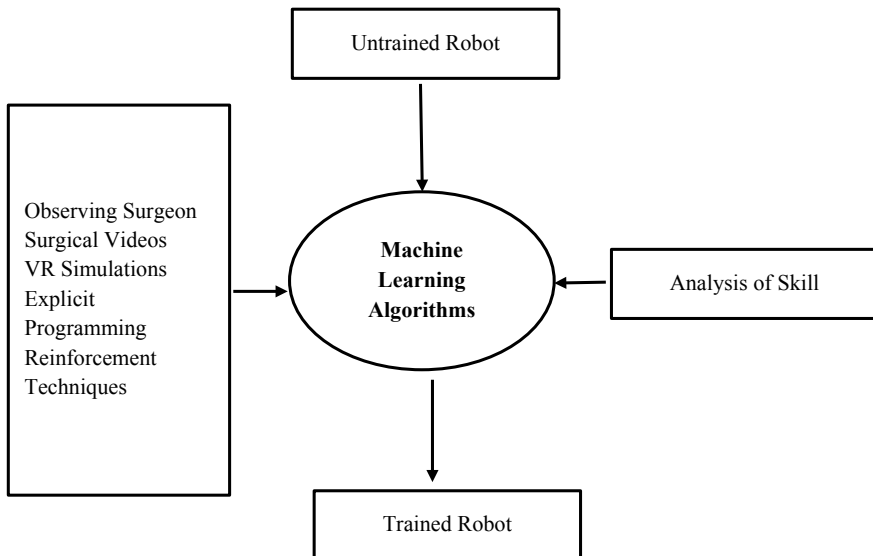 Untrained Robot
Observing Surgeon
Surgical Videos
VR Simulations
Explicit
Programming
Reinforcement
Techniques
Machine
Learning
Algorithms
Analysis of Skill
Trained Robot